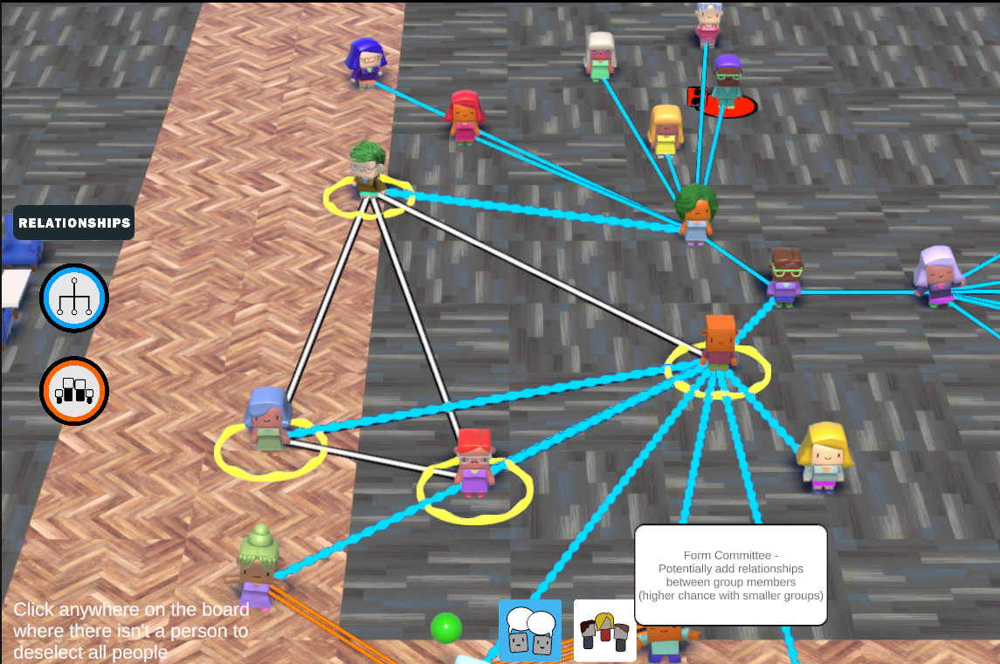 RELATIONSHIPS
Form Committee -
Potentially add relationships
between group members
(higher chance with smaller groups)
Click anywhere on the board
where there isn't a person to
deselect all people